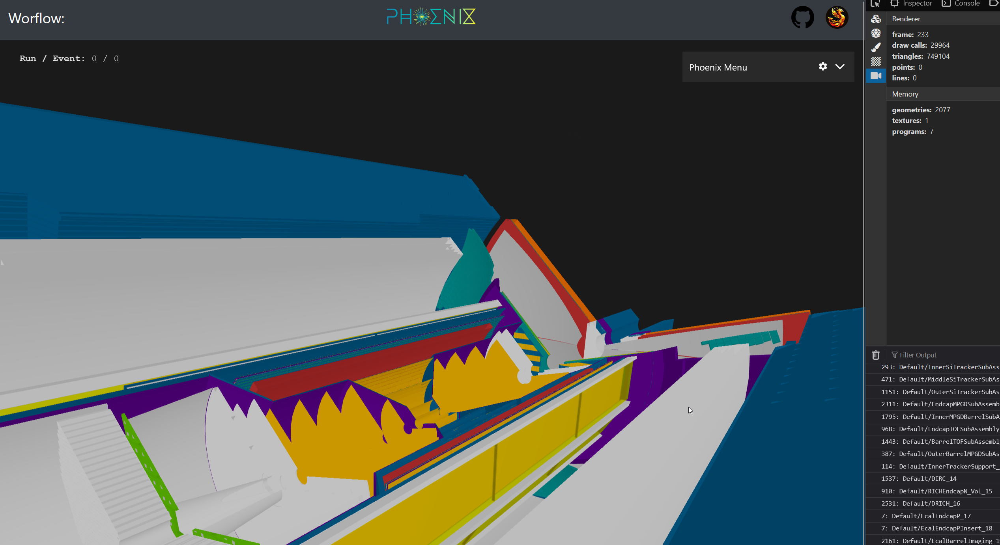 Worflow:
PHOENIX
Inspector
Console
Run / Event: 0 / 0
Phoenix Menu
Renderer
frame: 233
draw calls: 29964
triangles: 749104
points: 0
lines: 0
Memory
geometries: 2077
textures: 1
programs: 7
Filter Output
293: Default/InnerSiTrackerSubAss
471: Default/MiddleSiTrackerSubAs
1151: Default/OuterSiTrackerSubAs
2311: Default/EndcapMPGDSubAssemb
1795: Default/InnerMPGDBarrelSubA
968: Default/EndcapTOFSubAssembly_
1443: Default/BarrelTOFSubAssembl
387: Default/OuterBarrelMPGDSubAs
114: Default/InnerTrackerSupport_
1537: Default/DIRC_14
910: Default/RICHEndcapN_Vol_15
2531: Default/DRICH_16
7: Default/EcalEndcapP_17
7: Default/EcalEndcapPInsert_18
2161: Default/EcalBarrelImaging_1